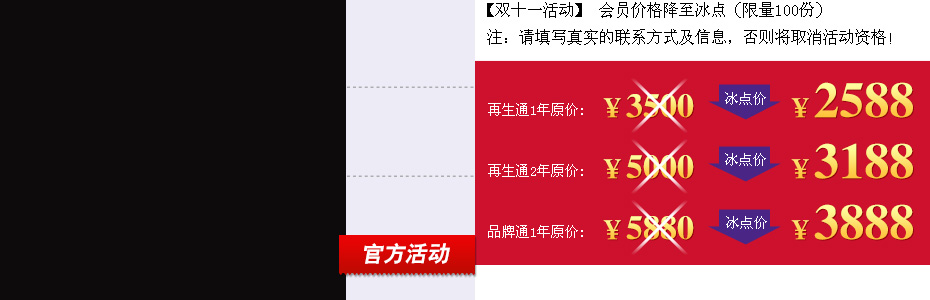 【双十一活动】 会员价格降至冰点（限量100份）
注：请填写真实的联系方式及信息，否则将取消活动资格！
再生通1年原价： ￥3500 冰点价 ￥2588
再生通2年原价： ￥5000 冰点价 ￥3188
品牌通1年原价： ￥5880 冰点价 ￥3888
官方活动